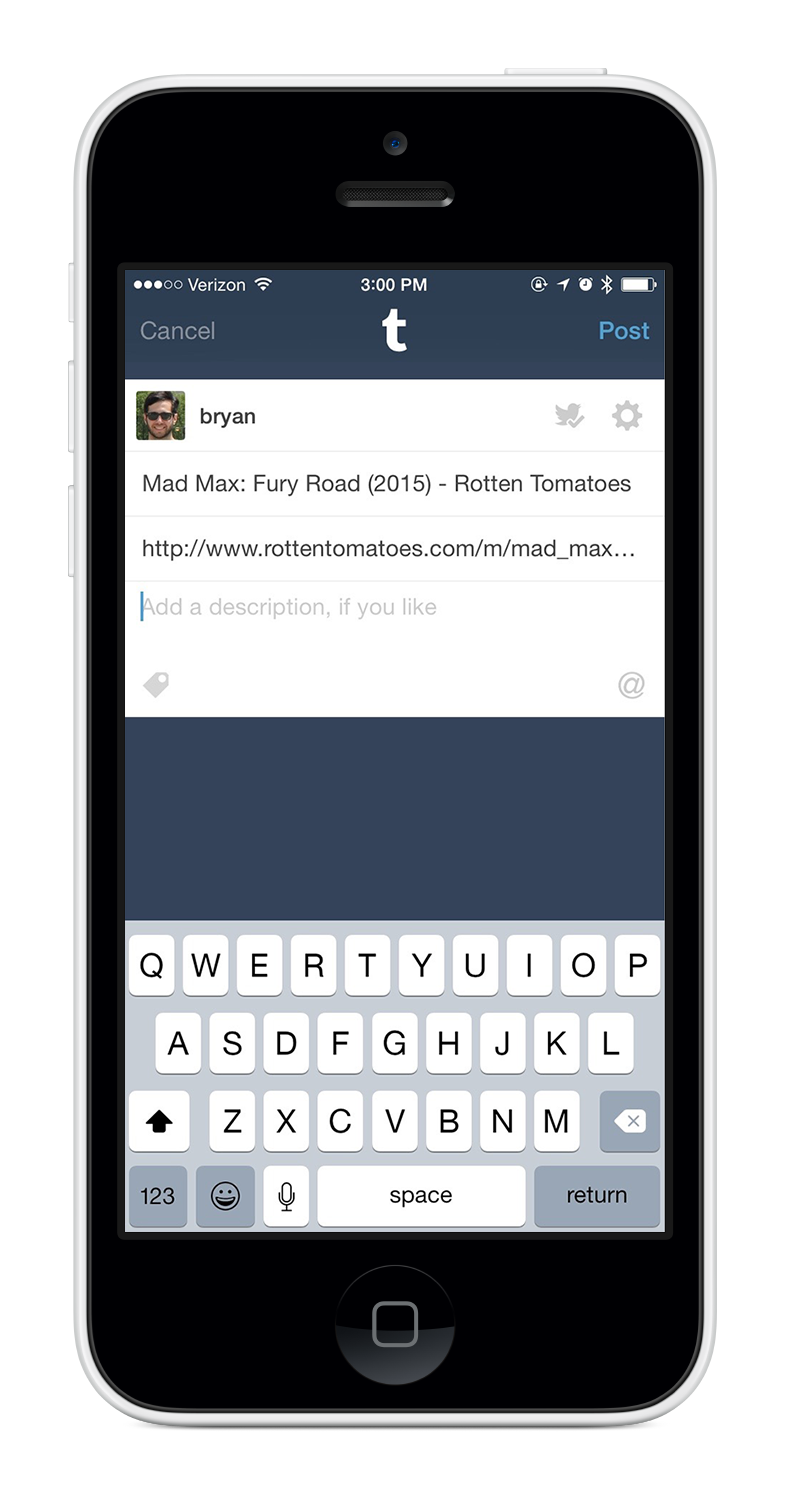 Verizon 3:00 PM
Cancel t Post
bryan
Mad Max: Fury Road (2015) - Rotten Tomatoes
http://www.rottentomatoes.com/m/mad_max…
Add a description, if you like
@
Q W E R T Y U I O P
A S D F G H J K L
Z X C V B N M
123 space return